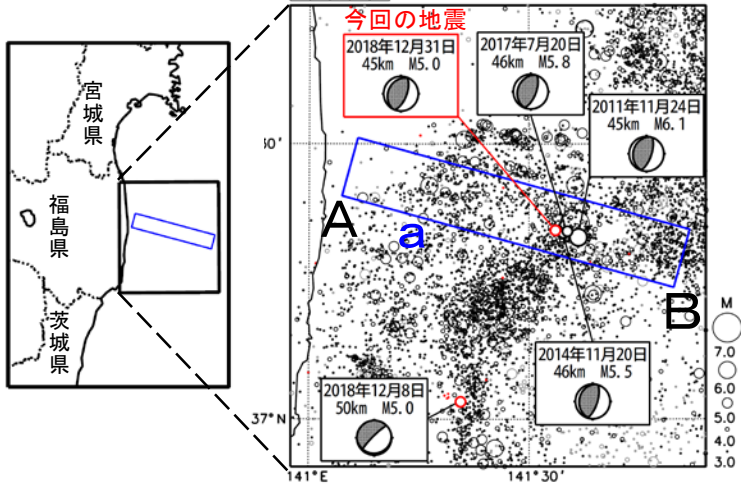 今回の地震
2018年12月31日
45km M5.0
2017年7月20日
46km M5.8
2011年11月24日
45km M6.1
宮城県
福島県
茨城県
A
a
B
2014年11月20日
46km M5.5
2018年12月8日
50km M5.0
37°N
141°E
141°30'
M
7.0
6.0
5.0
4.0
3.0